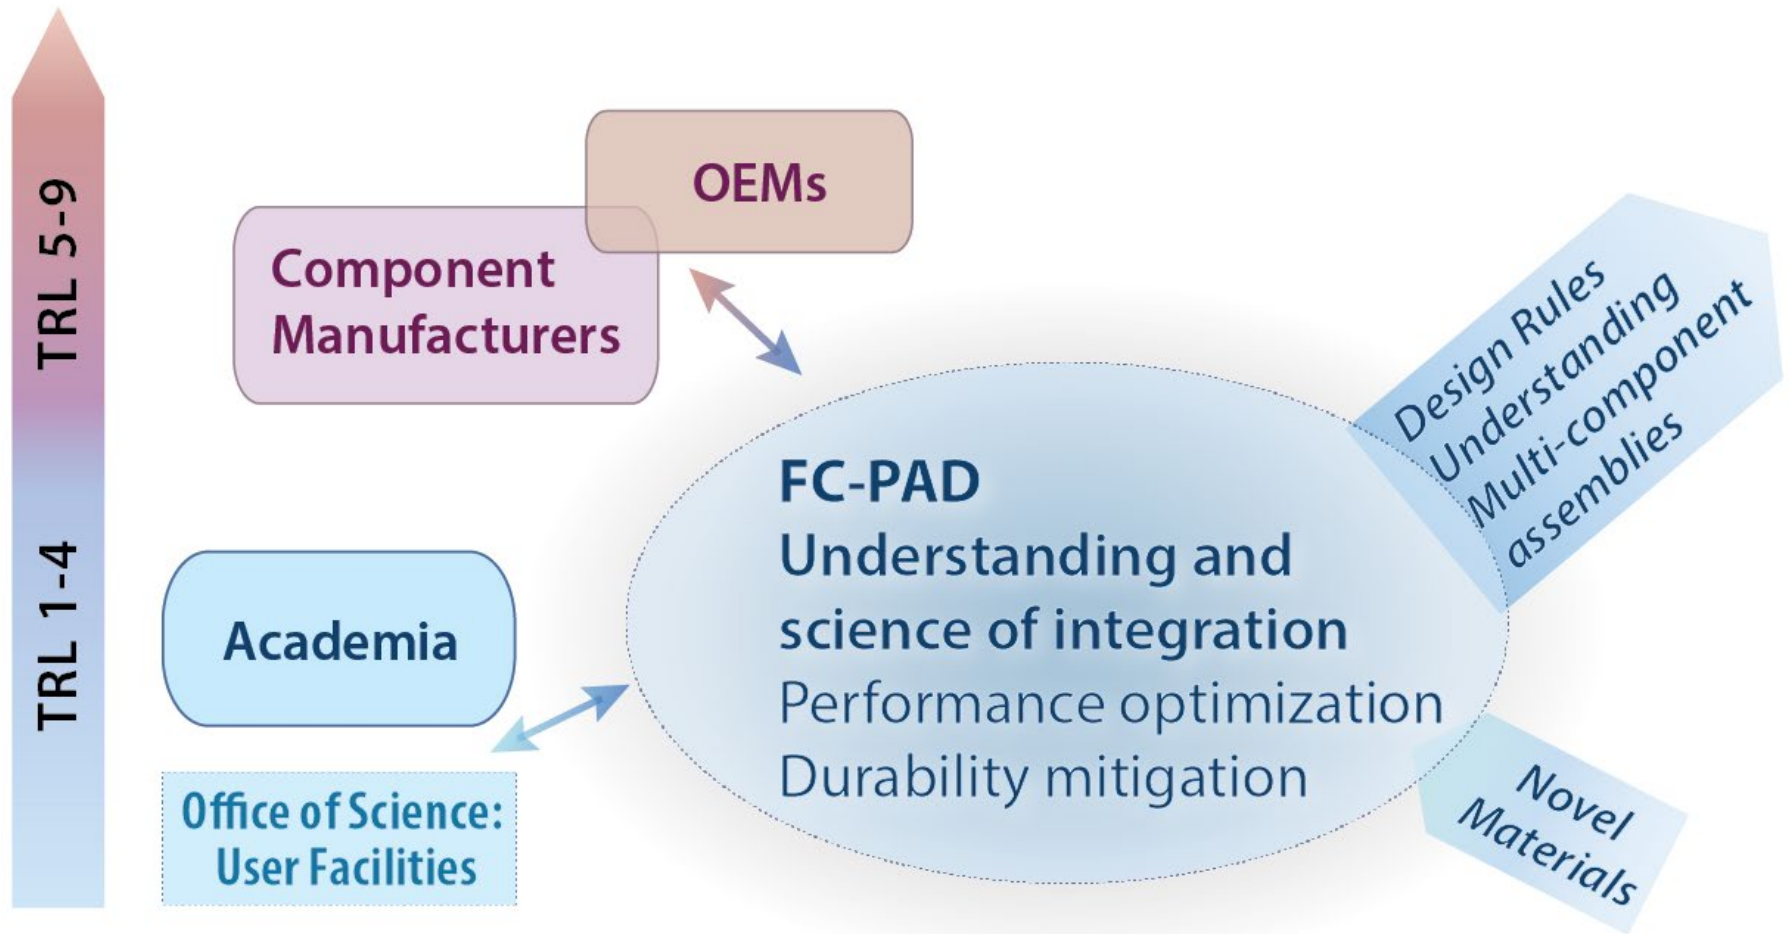 TRL 5-9
TRL 1-4
OEMs
Component
Manufacturers
Academia
Office of Science:
User Facilities
FC-PAD
Understanding and
science of integration
Performance optimization
Durability mitigation
Design Rules
Understanding
Multi-component
assemblies
Novel
Materials